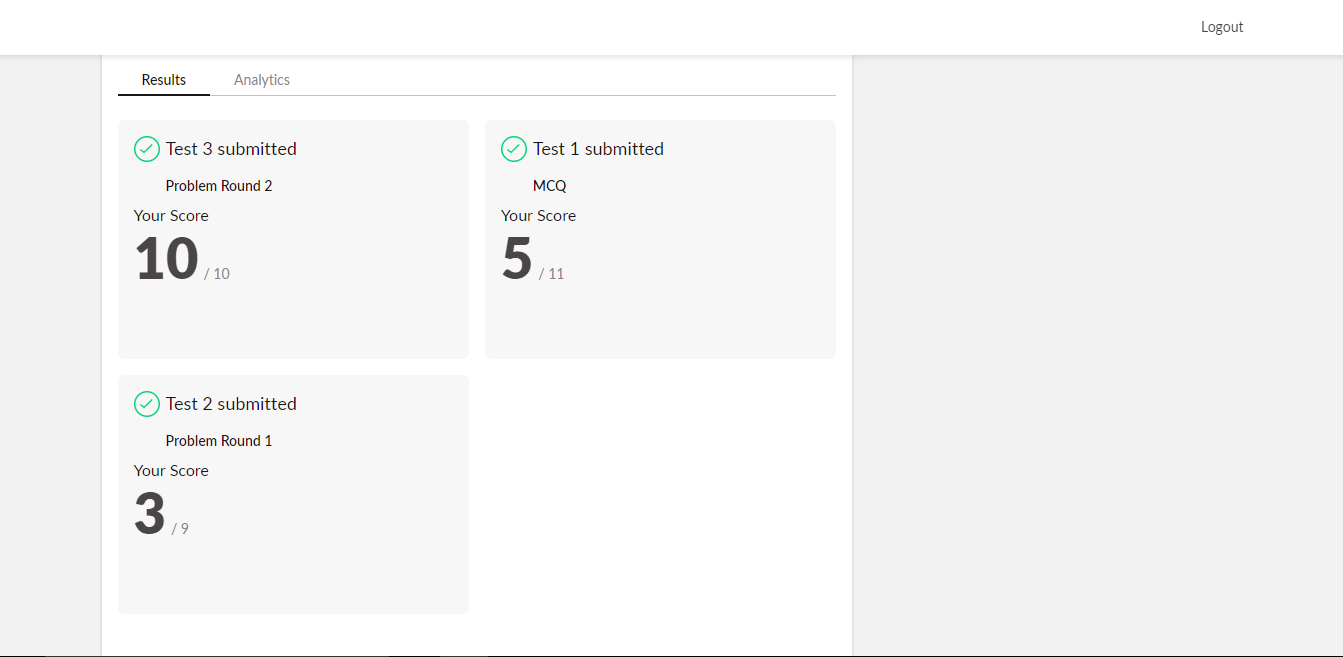 Logout
Results
Analytics
Test 3 submitted
Problem Round 2
Your Score
10 / 10
Test 1 submitted
MCQ
Your Score
5 / 11
Test 2 submitted
Problem Round 1
Your Score
3 / 9